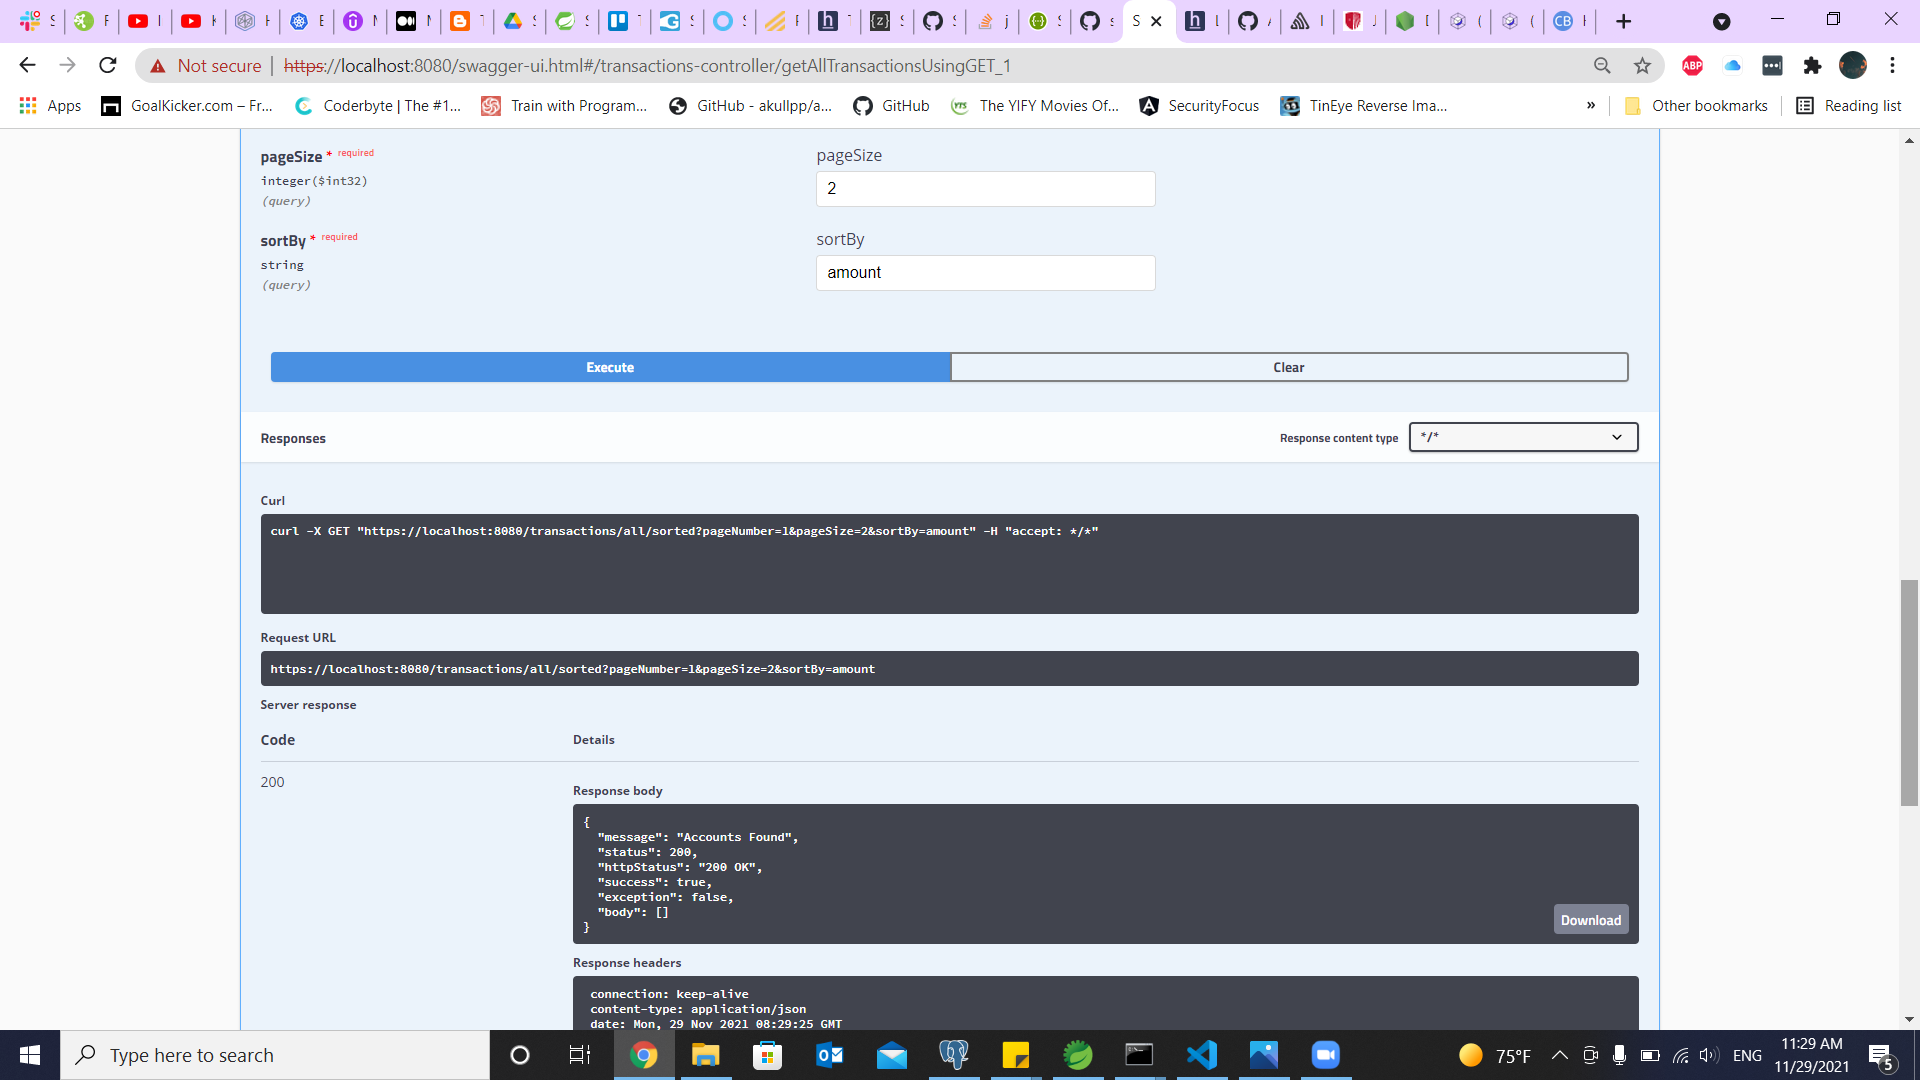 Not secure | https://localhost:8080/swagger-ui.html#/transactions-controller/getAllTransactionsUsingGET_1
Apps
GoalKicker.com – Fr...
Coderbyte | The #1...
Train with Program...
GitHub - akullpp/a...
GitHub
The YIFY Movies Of...
SecurityFocus
TinEye Reverse Ima...
»
Other bookmarks
Reading list
pageSize * required
integer($int32)
(query)
pageSize
2
sortBy * required
string
(query)
sortBy
amount
Execute
Clear
Responses
Response content type
*/*
Curl
curl -X GET "https://localhost:8080/transactions/all/sorted?pageNumber=1&pageSize=2&sortBy=amount" -H "accept: */*"
Request URL
https://localhost:8080/transactions/all/sorted?pageNumber=1&pageSize=2&sortBy=amount
Server response
Code
Details
200
Response body
{
"message": "Accounts Found",
"status": 200,
"httpStatus": "200 OK",
"success": true,
"exception": false,
"body": []
}
Download
Response headers
connection: keep-alive
content-type: application/json
date: Mon, 29 Nov 2021 08:29:25 GMT
Type here to search
75°F
ENG
11:29 AM
11/29/2021
5